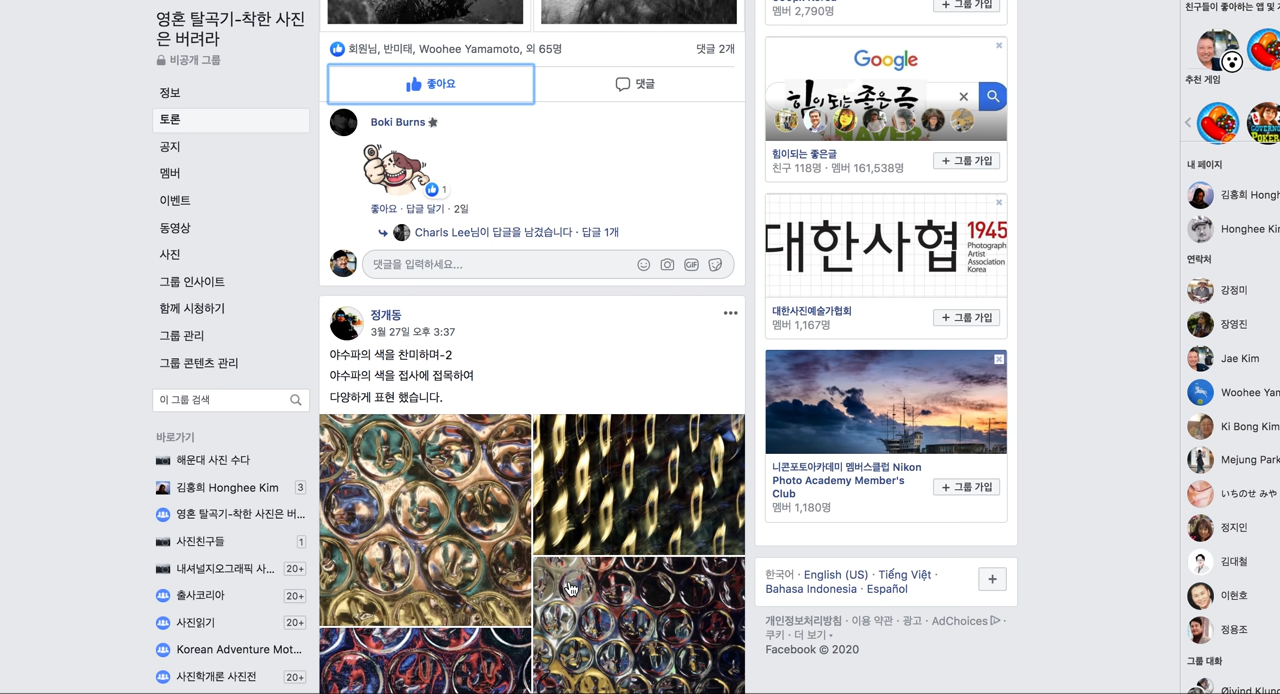 영혼 탈곡기-착한 사진
은 버려라
비공개 그룹
정보
토론
공지
멤버
이벤트
동영상
사진
그룹 인사이트
함께 시청하기
그룹 관리
그룹 콘텐츠 관리
이 그룹 검색
바로가기
해운대 사진 수다
김홍희 Honghee Kim 3
영혼 탈곡기-착한 사진은 버...
사진친구들 1
내셔널지오그래픽 사... 20+
출사코리아 20+
사진읽기 20+
Korean Adventure Mot...
사진학개론 사진전 20+
회원님, 반미태, Woohee Yamamoto, 외 65명 댓글 2개
좋아요 댓글
Boki Burns
1
좋아요 · 답글 달기 · 2일
Charls Lee님이 답글을 남겼습니다 · 답글 1개
댓글을 입력하세요...
GIF
정개동
3월 27일 오후 3:37
야수파의 색을 찬미하며-2
야수파의 색을 접사에 접목하여
다양하게 표현 했습니다.
멤버 2,790명
+ 그룹 가입
Google
힘이되는 좋은글
NAVER
힘이되는 좋은글
친구 118명 · 멤버 161,538명
+ 그룹 가입
대한사협
1945
Photograph
Artist
Association
Korea
대한사진예술가협회
멤버 1,167명
+ 그룹 가입
니콘포토아카데미 멤버스클럽 Nikon
Photo Academy Member's
Club
멤버 1,180명
+ 그룹 가입
한국어 · English (US) · Tiếng Việt ·
Bahasa Indonesia · Español
개인정보처리방침 · 이용 약관 · 광고 · AdChoices ·
쿠키 · 더 보기
Facebook © 2020
친구들이 좋아하는 앱 및
추천 게임
내 페이지
김홍희 Hongh
Honghee Kim
연락처
강정미
장영진
Jae Kim
Woohee Yam
Ki Bong Kim
Mejung Park
いちのせ みや
정지인
김대철
이현호
정용조
그룹 대화
Øivind Klung